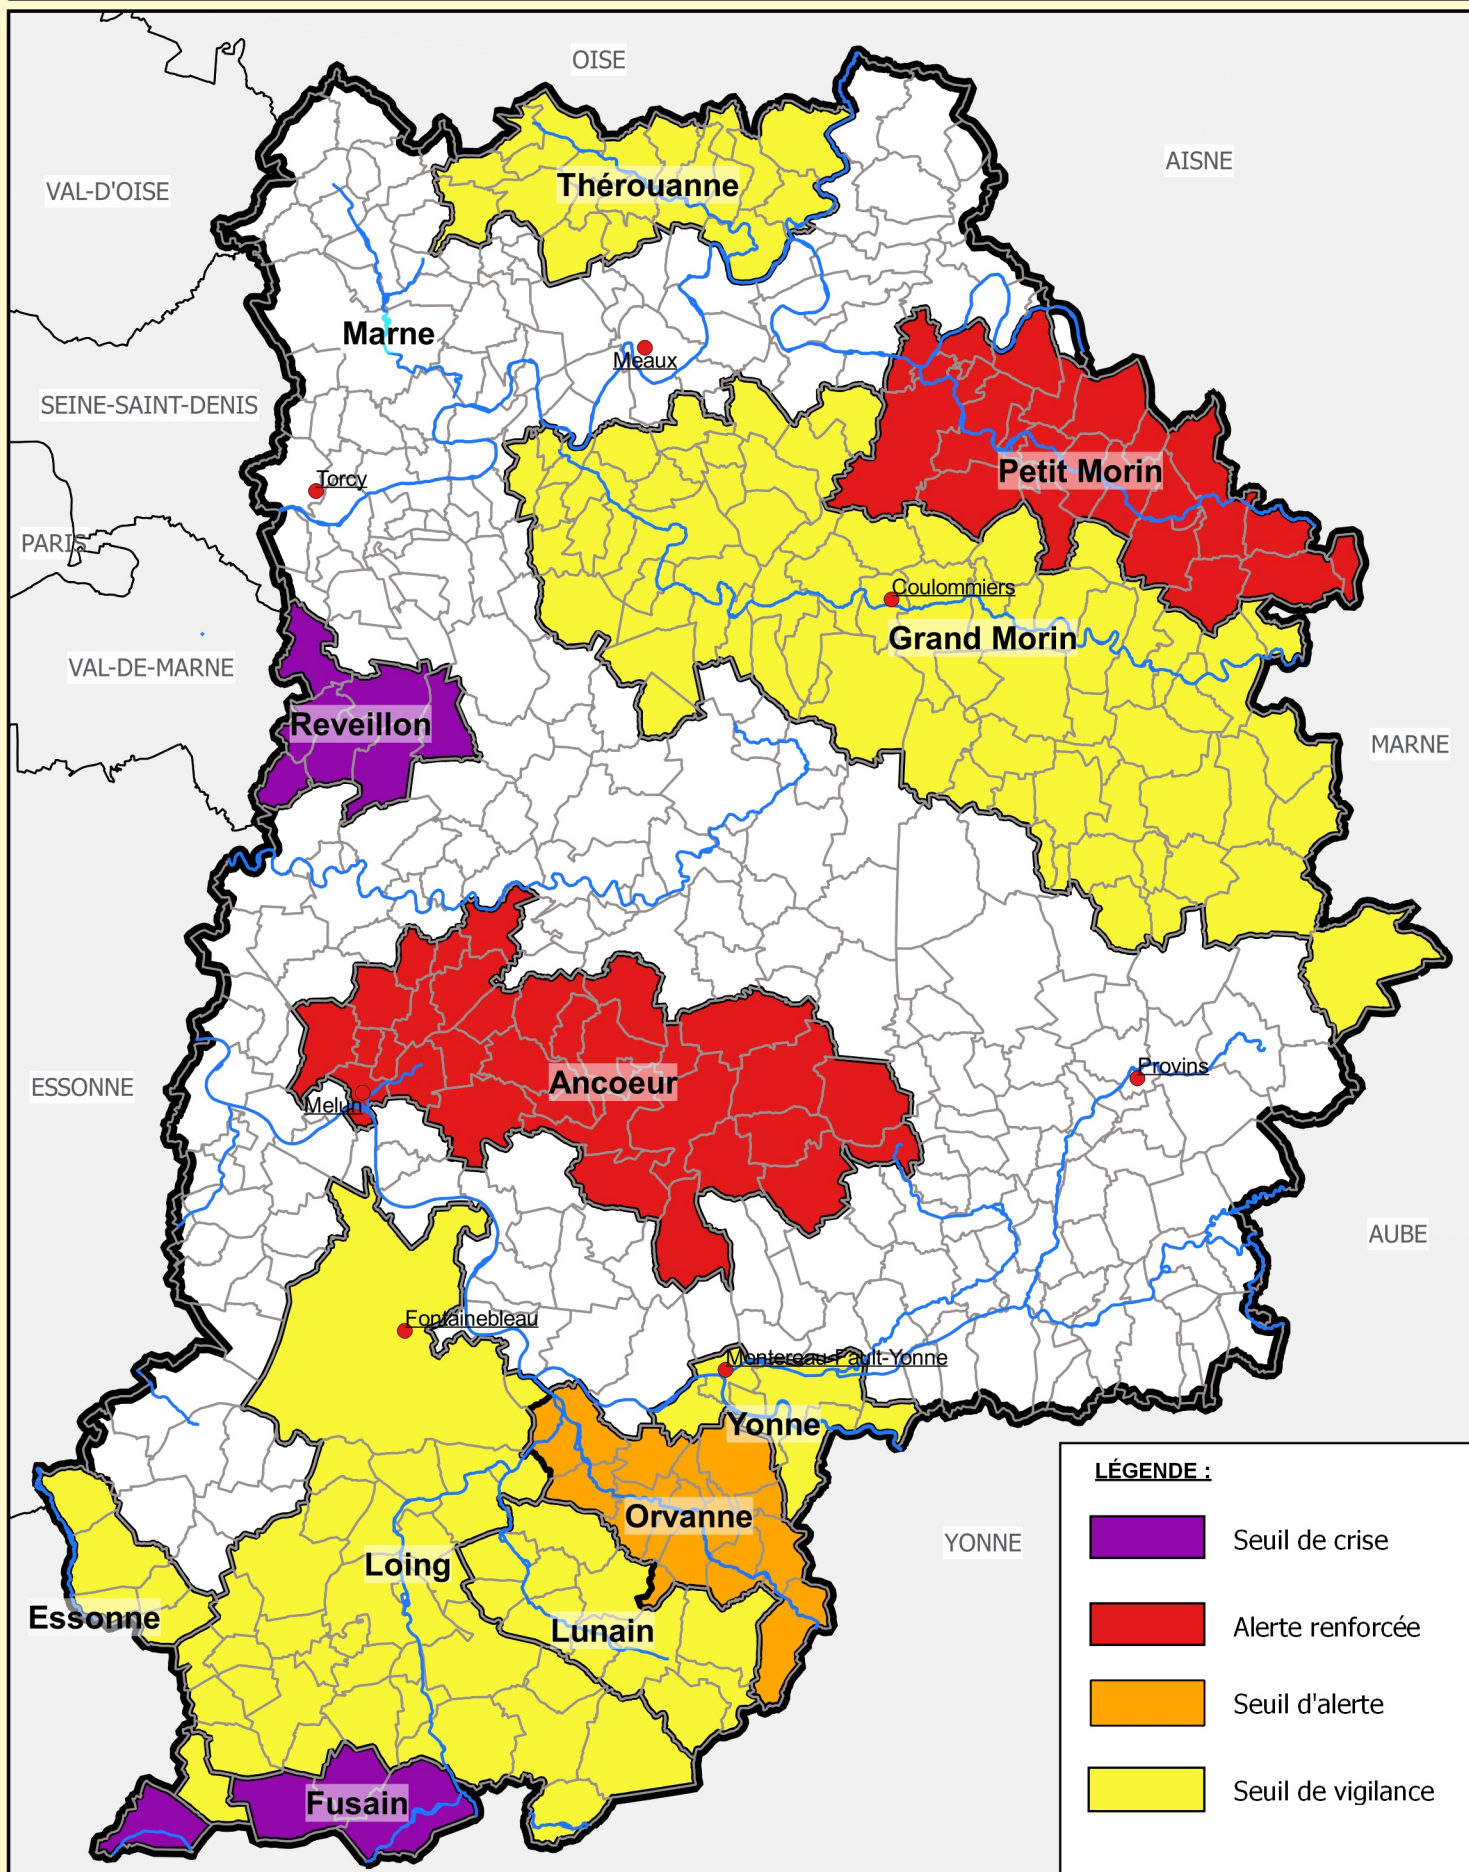 OISE
AISNE
VAL-D'OISE
Thérouanne
Marne
Meaux
SEINE-SAINT-DENIS
Petit Morin
Torcy
PARIS
Coulommiers
Grand Morin
VAL-DE-MARNE
Reveillon
MARNE
Provins
ESSONNE
Ancoeur
Melun
AUBE
Fontainebleau
Montereau-Fault-Yonne
Yonne
LÉGENDE :
Orvanne
YONNE
Seuil de crise
Loing
Essonne
Lunain
Alerte renforcée
Seuil d'alerte
Seuil de vigilance
Fusain